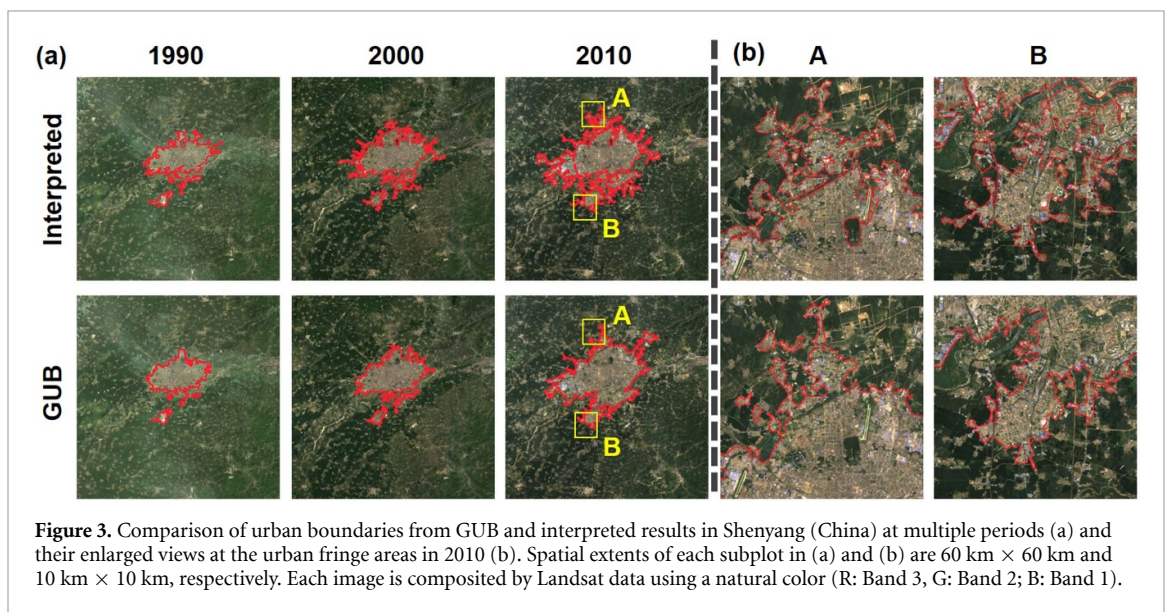 (a) 1990 2000 2010 (b) A B
Interpreted
A
B
GUB
A
B
Figure 3. Comparison of urban boundaries from GUB and interpreted results in Shenyang (China) at multiple periods (a) and
their enlarged views at the urban fringe areas in 2010 (b). Spatial extents of each subplot in (a) and (b) are 60 km × 60 km and
10 km × 10 km, respectively. Each image is composited by Landsat data using a natural color (R: Band 3, G: Band 2; B: Band 1).